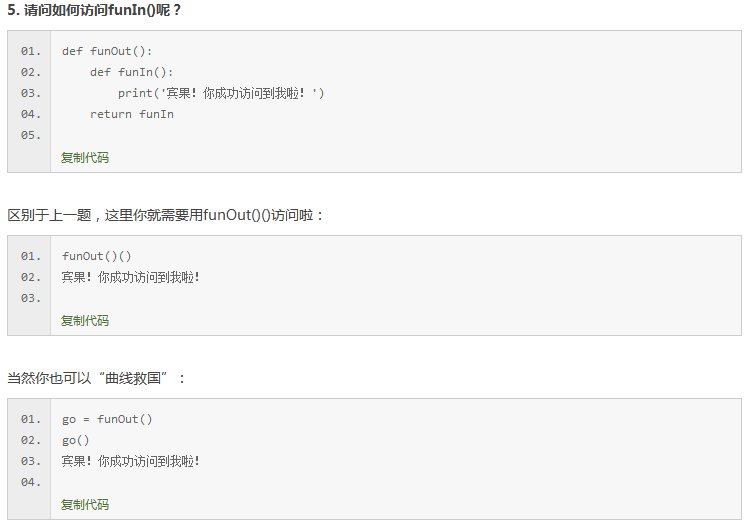 5. 请问如何访问funIn()呢？
01. def funOut():
02.     def funIn():
03.         print('宾果！你成功访问到我啦！')
04.     return funIn
05.
复制代码
区别于上一题，这里你就需要用funOut()()访问啦：
01. funOut()()
02. 宾果！你成功访问到我啦！
03.
复制代码
当然你也可以“曲线救国”：
01. go = funOut()
02. go()
03. 宾果！你成功访问到我啦！
04.
复制代码